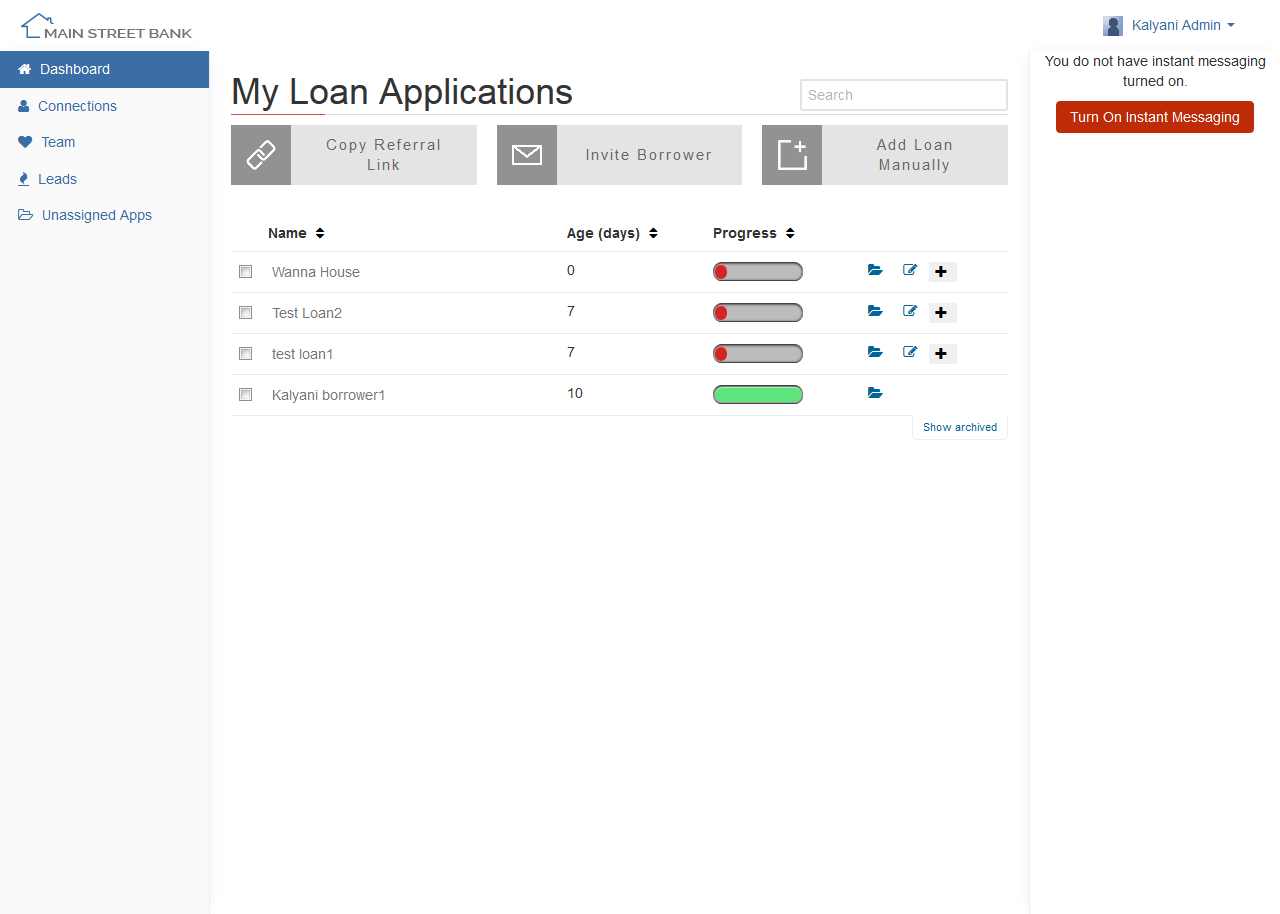 MAIN STREET BANK
Kalyani Admin
Dashboard
Connections
Team
Leads
Unassigned Apps
My Loan Applications
Search
Copy Referral
Link
Invite Borrower
Add Loan
Manually
Name Age (days) Progress
Wanna House 0
Test Loan2 7
test loan1 7
Kalyani borrower1 10
Show archived
You do not have instant messaging
turned on.
Turn On Instant Messaging